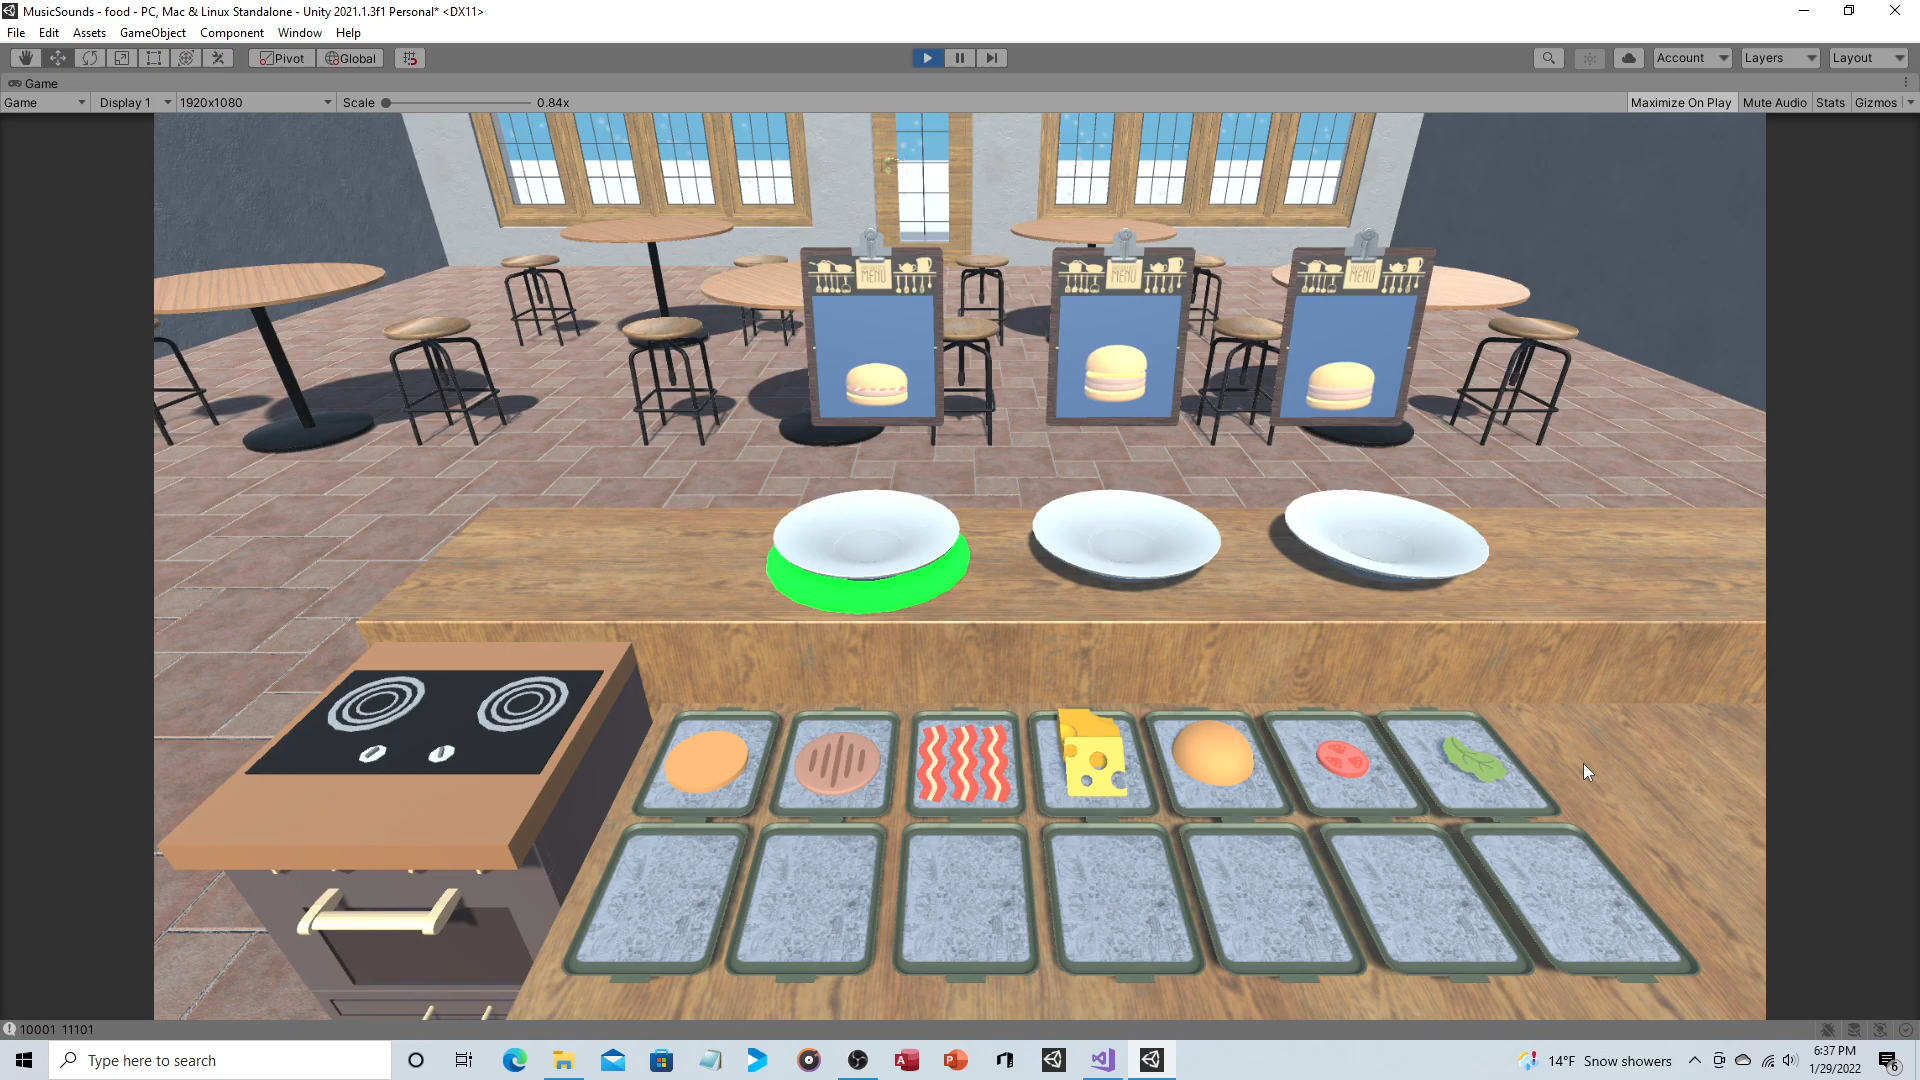 MusicSounds - food - PC, Mac & Linux Standalone - Unity 2021.1.3f1 Personal* <DX11>
File Edit Assets GameObject Component Window Help
Pivot Global Account Layers Layout
Game
Game Display 1 1920x1080 Scale 0.84x Maximize On Play Mute Audio Stats Gizmos
MENU MENU MENU
10001 11101
Type here to search
14°F Snow showers
6:37 PM
1/29/2022
6